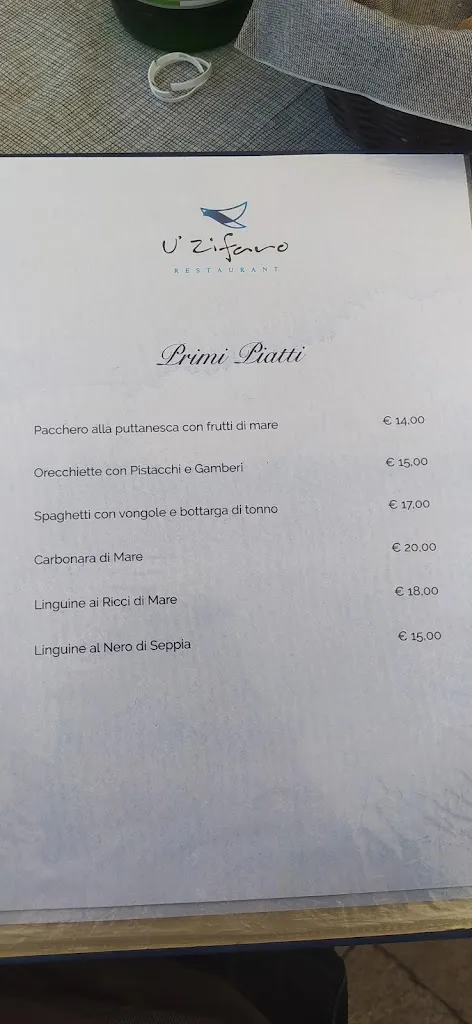 U' Zifaro
RESTAURANT
Primi Piatti
Pacchero alla puttanesca con frutti di mare € 14,00
Orecchiette con Pistacchi e Gamberi € 15,00
Spaghetti con vongole e bottarga di tonno € 17,00
Carbonara di Mare € 20,00
Linguine ai Ricci di Mare € 18,00
Linguine al Nero di Seppia € 15,00